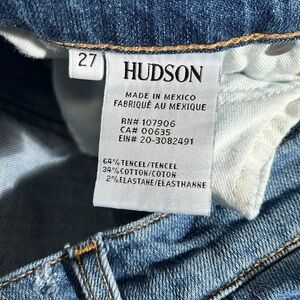 27
HUDSON
MADE IN MEXICO
FABRIQUÉ AU MEXIQUE
RN# 107906
CA# 00635
EIN# 20-3082491
64% TENCEL/TENCEL
34% COTTON/COTON
2% ELASTANE/ELASTHANNE